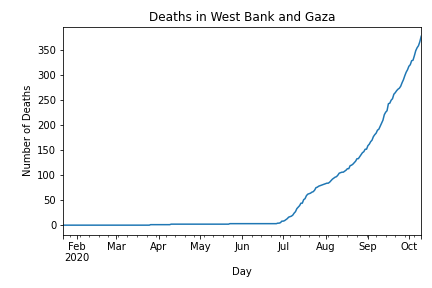 Deaths in West Bank and Gaza
Number of Deaths
350
300
250
200
150
100
50
0
Feb Mar Apr May Jun Jul Aug Sep Oct
2020
Day